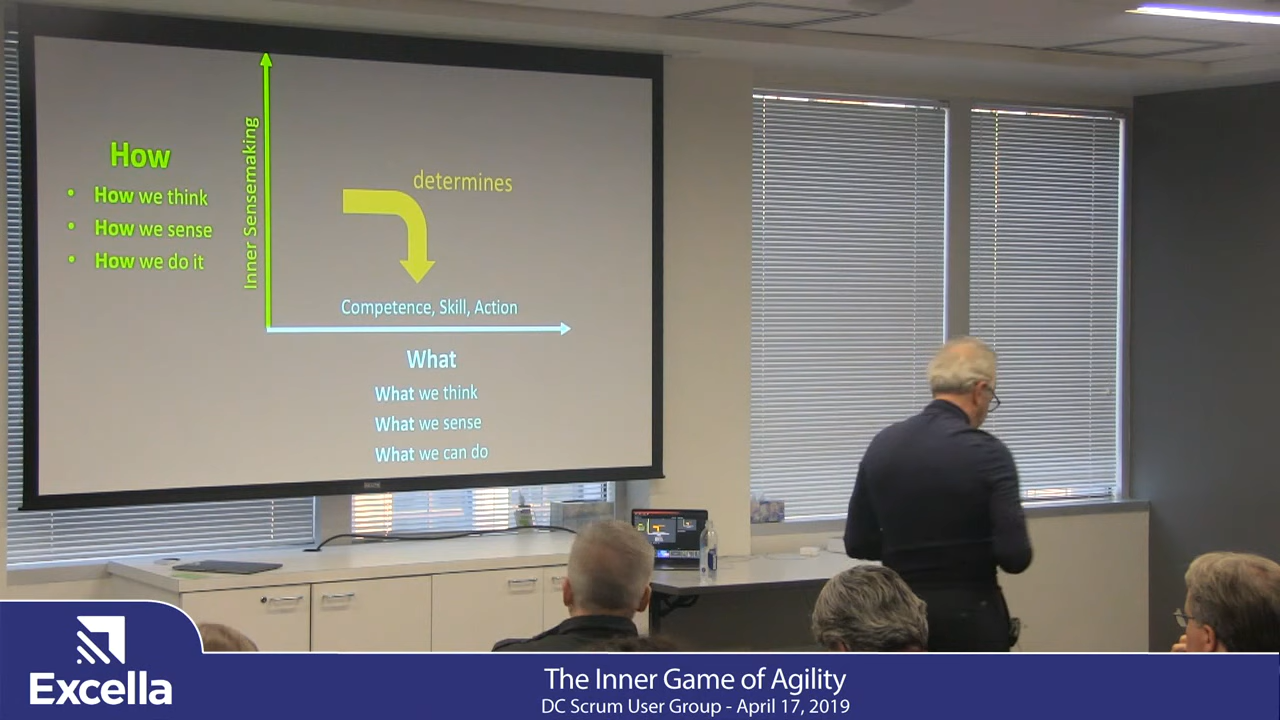 How
• How we think
• How we sense
• How we do it
Inner Sensemaking
determines
Competence, Skill, Action
What
What we think
What we sense
What we can do
Excella
The Inner Game of Agility
DC Scrum User Group - April 17, 2019